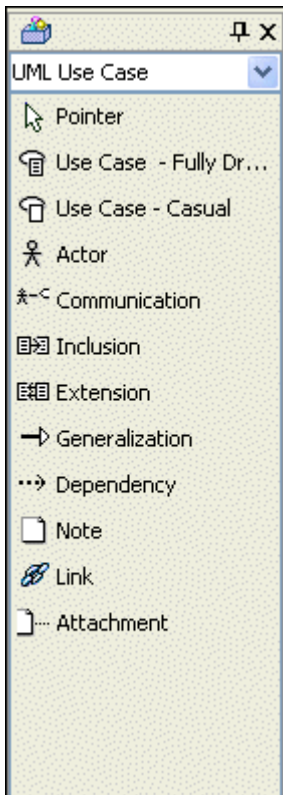 UML Use Case
Pointer
Use Case  - Fully Dr...
Use Case - Casual
Actor
Communication
Inclusion
Extension
Generalization
Dependency
Note
Link
Attachment